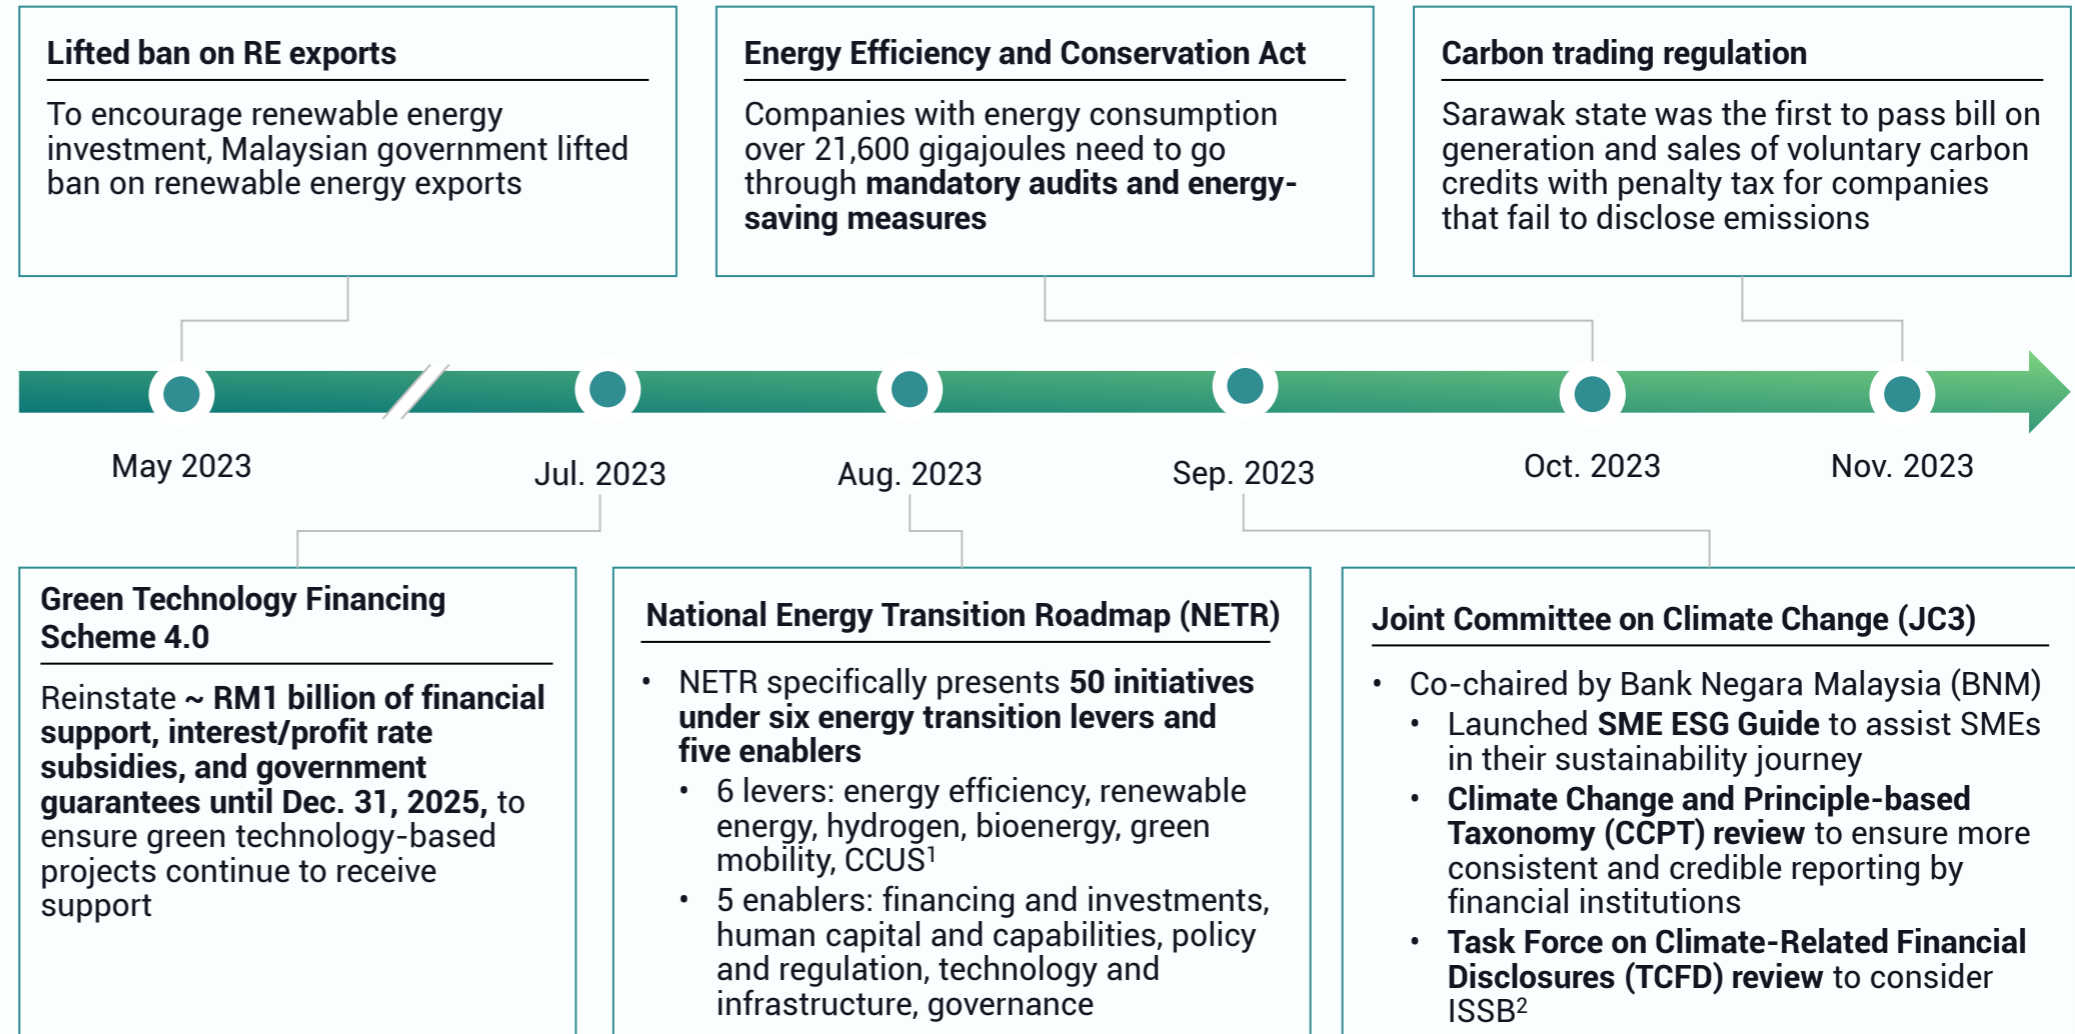 Lifted ban on RE exports
To encourage renewable energy
investment, Malaysian government lifted
ban on renewable energy exports
Energy Efficiency and Conservation Act
Companies with energy consumption
over 21,600 gigajoules need to go
through mandatory audits and energy-
saving measures
Carbon trading regulation
Sarawak state was the first to pass bill on
generation and sales of voluntary carbon
credits with penalty tax for companies
that fail to disclose emissions
May 2023
Jul. 2023
Aug. 2023
Sep. 2023
Oct. 2023
Nov. 2023
Green Technology Financing
Scheme 4.0
Reinstate ~ RM1 billion of financial
support, interest/profit rate
subsidies, and government
guarantees until Dec. 31, 2025, to
ensure green technology-based
projects continue to receive
support
National Energy Transition Roadmap (NETR)
• NETR specifically presents 50 initiatives
under six energy transition levers and
five enablers
• 6 levers: energy efficiency, renewable
energy, hydrogen, bioenergy, green
mobility, CCUS¹
• 5 enablers: financing and investments,
human capital and capabilities, policy
and regulation, technology and
infrastructure, governance
Joint Committee on Climate Change (JC3)
• Co-chaired by Bank Negara Malaysia (BNM)
• Launched SME ESG Guide to assist SMEs
in their sustainability journey
• Climate Change and Principle-based
Taxonomy (CCPT) review to ensure more
consistent and credible reporting by
financial institutions
• Task Force on Climate-Related Financial
Disclosures (TCFD) review to consider
ISSB²